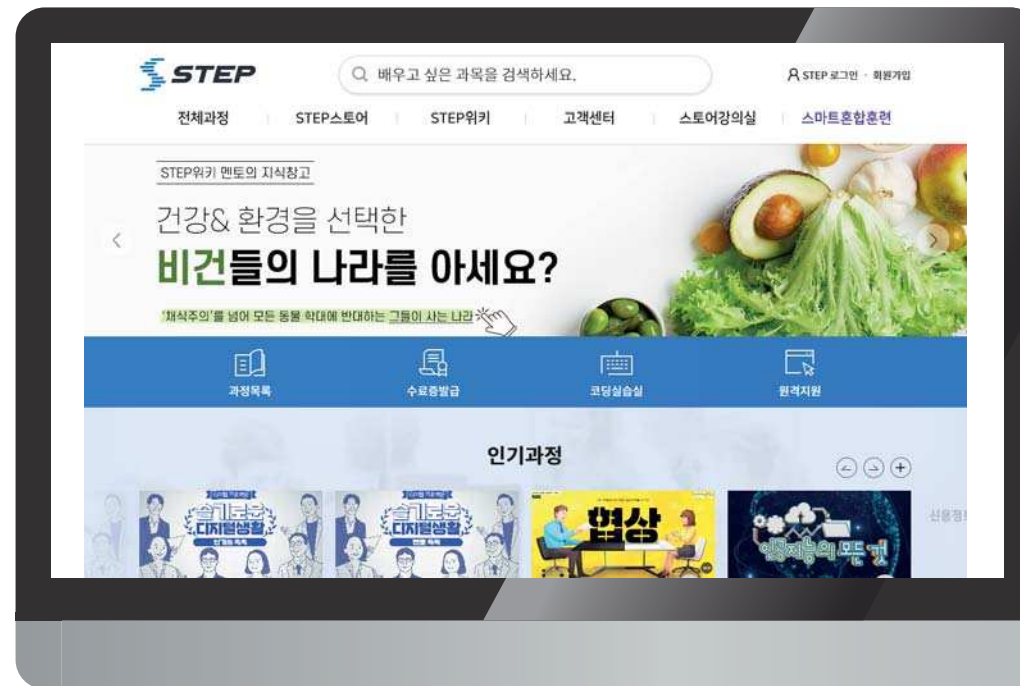 STEP
배우고 싶은 과목을 검색하세요.
STEP 로그인 · 회원가입
전체과정
STEP스토어
STEP위키
고객센터
스토어강의실
스마트혼합훈련
STEP위키 멘토의 지식창고
건강& 환경을 선택한
비건들의 나라를 아세요?
'채식주의'를 넘어 모든 동물 학대에 반대하는 그들이 사는 나라
과정목록
수료증발급
코딩실습실
원격지원
인기과정
슬기로운
디지털생활
슬기로운
디지털생활
협상
인공지능의 모든 것
신용정보